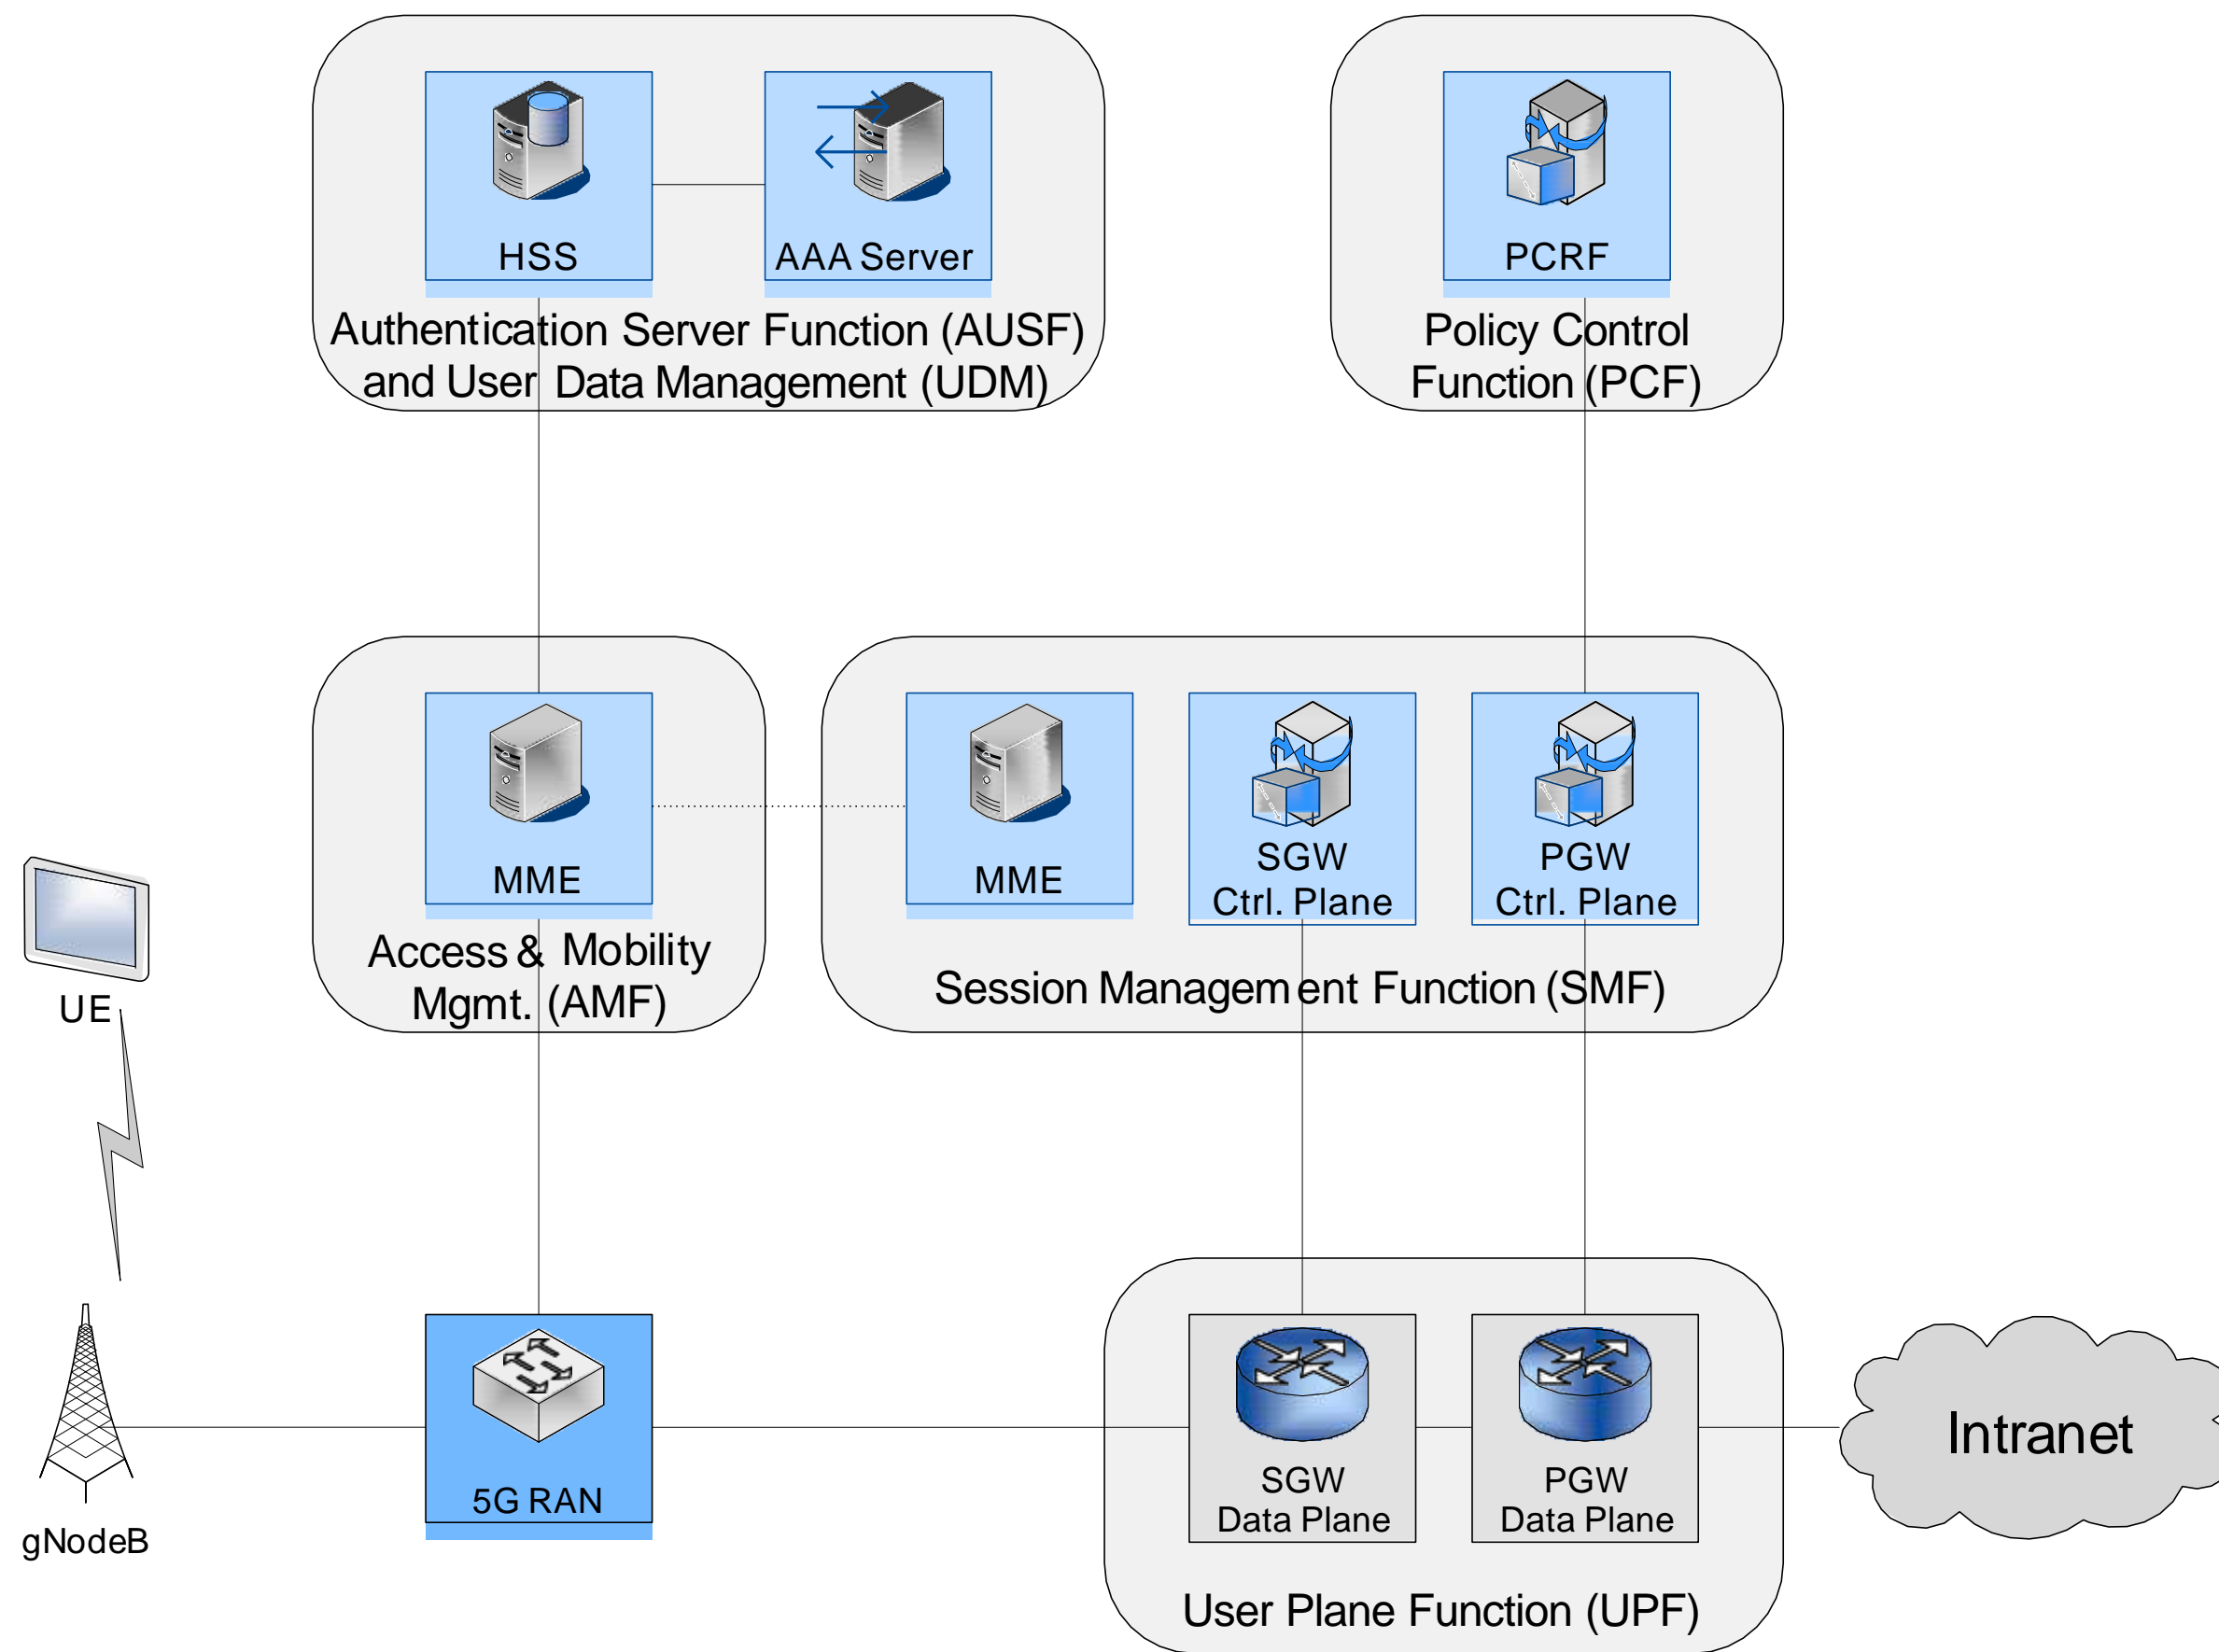 HSS
AAA Server
Authentication Server Function (AUSF)
and User Data Management (UDM)
PCRF
Policy Control
Function (PCF)
MME
Access & Mobility
Mgmt. (AMF)
MME
SGW
Ctrl. Plane
PGW
Ctrl. Plane
Session Management Function (SMF)
UE
gNodeB
5G RAN
SGW
Data Plane
PGW
Data Plane
User Plane Function (UPF)
Intranet